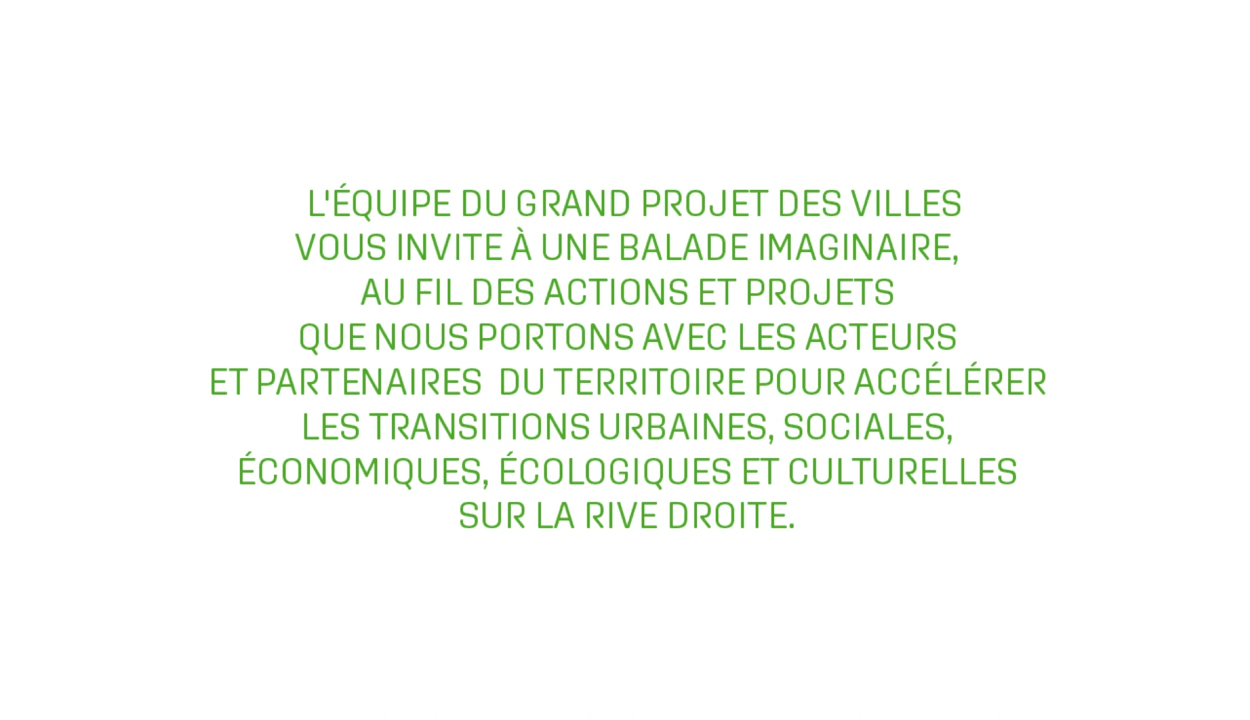 L'ÉQUIPE DU GRAND PROJET DES VILLES
VOUS INVITE À UNE BALADE IMAGINAIRE,
AU FIL DES ACTIONS ET PROJETS
QUE NOUS PORTONS AVEC LES ACTEURS
ET PARTENAIRES  DU TERRITOIRE POUR ACCÉLÉRER
LES TRANSITIONS URBAINES, SOCIALES,
ÉCONOMIQUES, ÉCOLOGIQUES ET CULTURELLES
SUR LA RIVE DROITE.